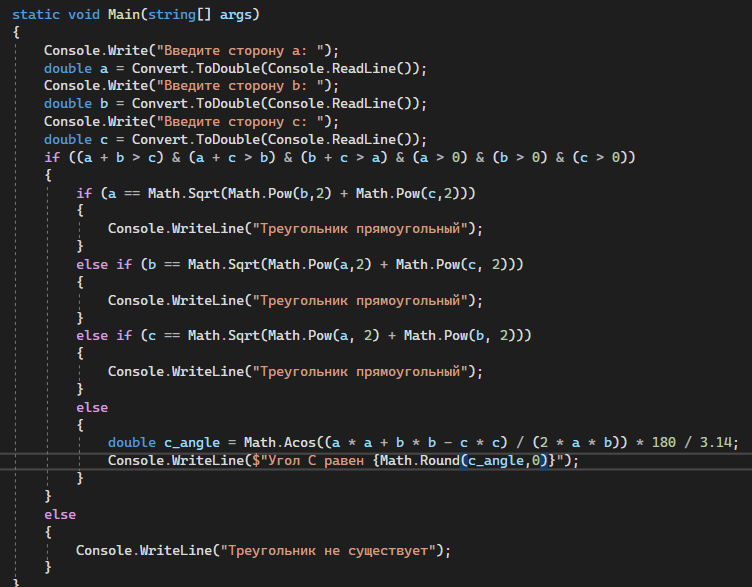 static void Main(string[] args)
{
Console.Write("Введите сторону a: ");
double a = Convert.ToDouble(Console.ReadLine());
Console.Write("Введите сторону b: ");
double b = Convert.ToDouble(Console.ReadLine());
Console.Write("Введите сторону c: ");
double c = Convert.ToDouble(Console.ReadLine());
if ((a + b > c) & (a + c > b) & (b + c > a) & (a > 0) & (b > 0) & (c > 0))
{
if (a == Math.Sqrt(Math.Pow(b,2) + Math.Pow(c,2)))
{
Console.WriteLine("Треугольник прямоугольный");
}
else if (b == Math.Sqrt(Math.Pow(a,2) + Math.Pow(c, 2)))
{
Console.WriteLine("Треугольник прямоугольный");
}
else if (c == Math.Sqrt(Math.Pow(a, 2) + Math.Pow(b, 2)))
{
Console.WriteLine("Треугольник прямоугольный");
}
else
{
double c_angle = Math.Acos((a * a + b * b - c * c) / (2 * a * b)) * 180 / 3.14;
Console.WriteLine($"Угол C равен {Math.Round(c_angle,0)}");
}
}
else
{
Console.WriteLine("Треугольник не существует");
}
}